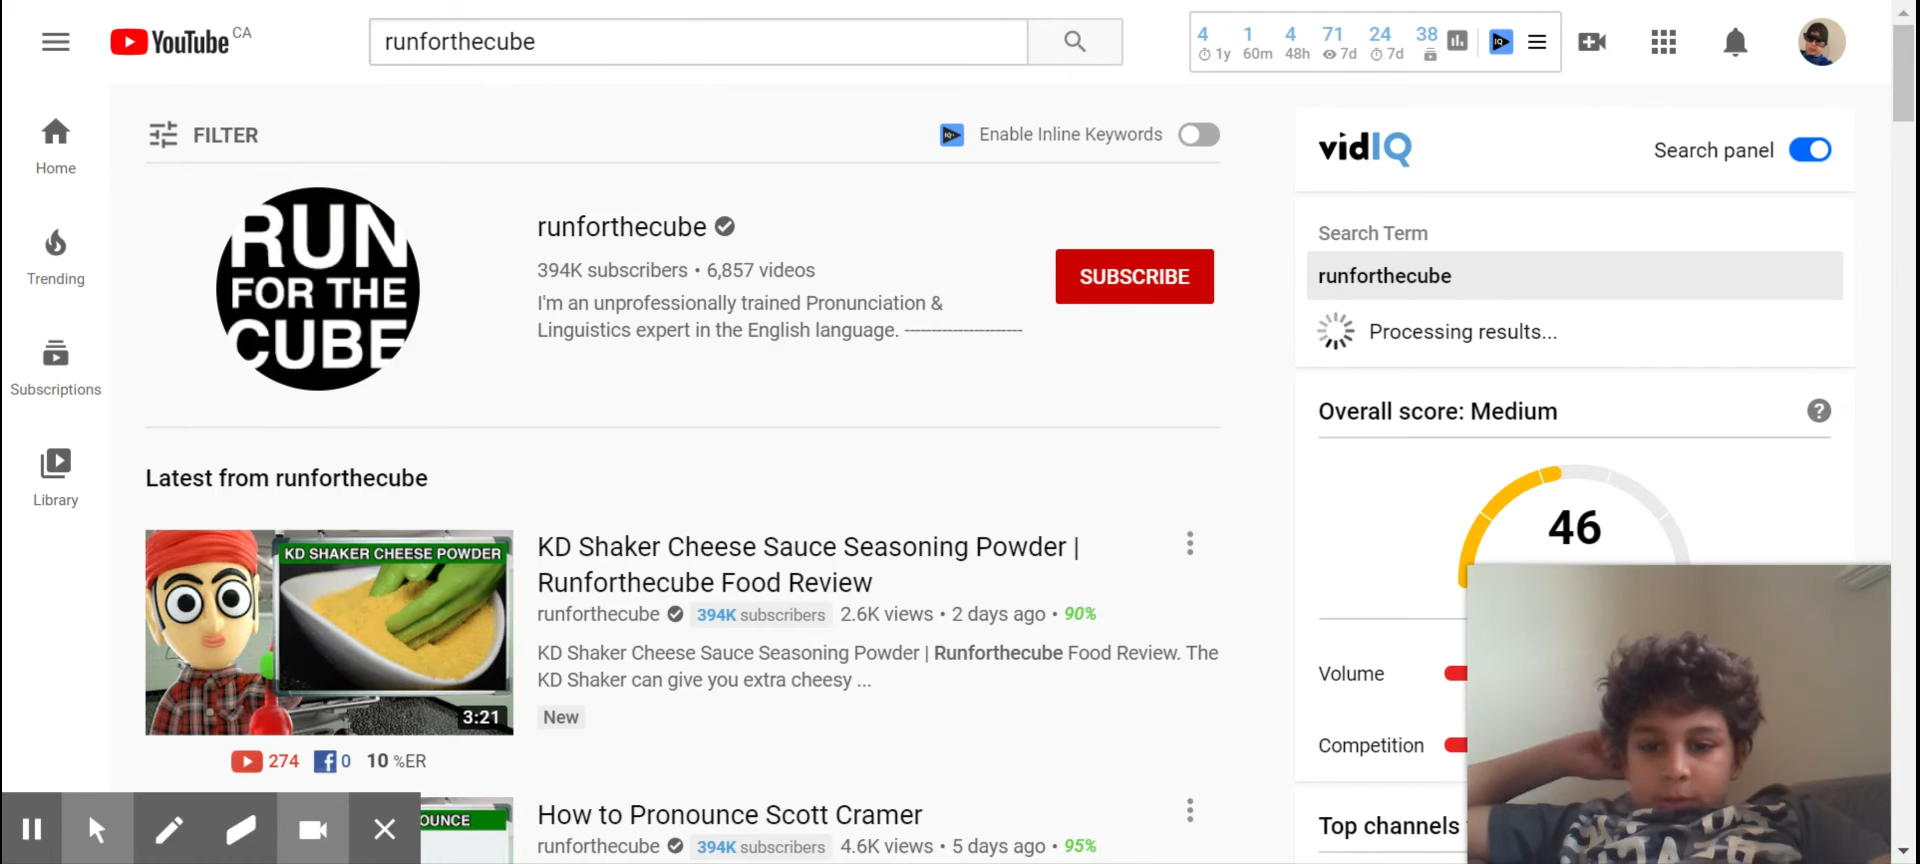 YouTube CA
runforthecube
4 1 4 71 24 38
1y 60m 48h 7d 7d
FILTER
Enable Inline Keywords
vidIQ
Search panel
Home
Trending
Subscriptions
Library
RUN
FOR THE
CUBE
runforthecube
394K subscribers • 6,857 videos
I'm an unprofessionally trained Pronunciation &
Linguistics expert in the English language. ----------------------
SUBSCRIBE
Search Term
runforthecube
Processing results...
Overall score: Medium
46
Volume
Competition
Top channels
Latest from runforthecube
KD SHAKER CHEESE POWDER
3:21
274 0 10 %ER
KD Shaker Cheese Sauce Seasoning Powder |
Runforthecube Food Review
runforthecube 394K subscribers 2.6K views • 2 days ago • 90%
KD Shaker Cheese Sauce Seasoning Powder | Runforthecube Food Review. The
KD Shaker can give you extra cheesy ...
New
OUNCE
How to Pronounce Scott Cramer
runforthecube 394K subscribers 4.6K views • 5 days ago • 95%